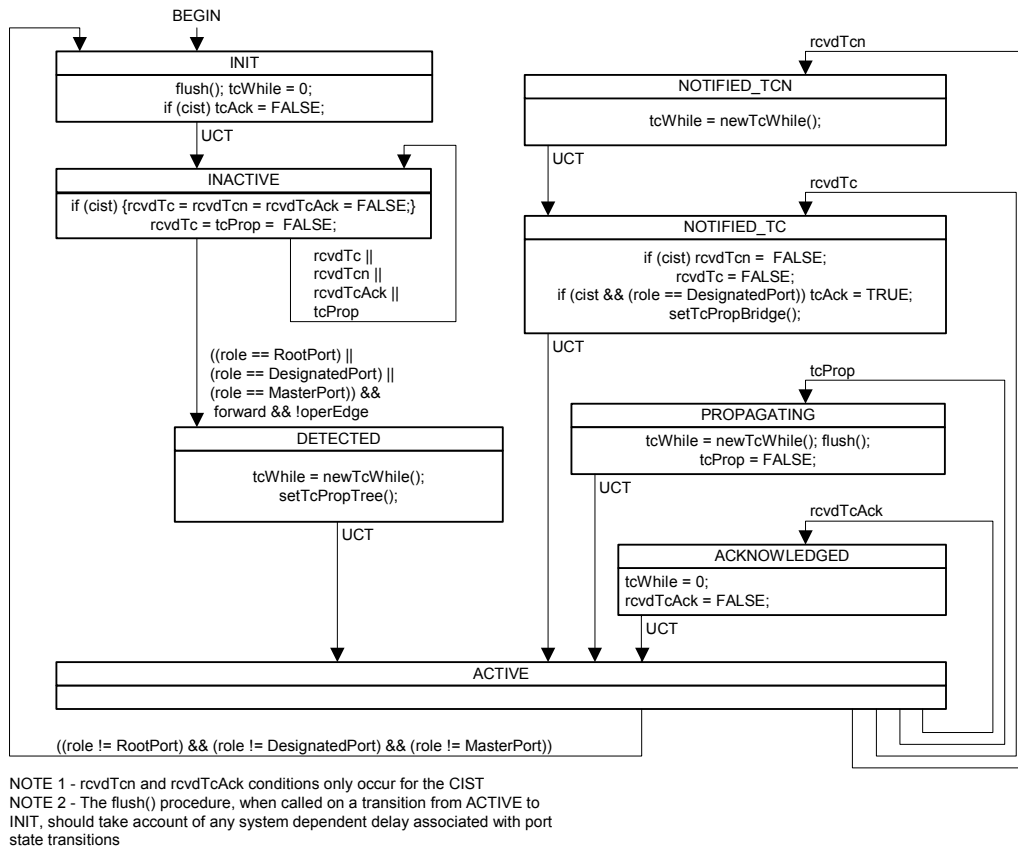 BEGIN
INIT
flush(); tcWhile = 0;
if (cist) tcAck = FALSE;
UCT
INACTIVE
if (cist) {rcvdTc = rcvdTcn = rcvdTcAck = FALSE;}
rcvdTc = tcProp = FALSE;
rcvdTc ||
rcvdTcn ||
rcvdTcAck ||
tcProp
((role == RootPort) ||
(role == DesignatedPort) ||
(role == MasterPort)) &&
forward && !operEdge
DETECTED
tcWhile = newTcWhile();
setTcPropTree();
UCT
rcvdTcn
NOTIFIED_TCN
tcWhile = newTcWhile();
UCT
rcvdTc
NOTIFIED_TC
if (cist) rcvdTcn = FALSE;
rcvdTc = FALSE;
if (cist && (role == DesignatedPort)) tcAck = TRUE;
setTcPropBridge();
UCT
tcProp
PROPAGATING
tcWhile = newTcWhile(); flush();
tcProp = FALSE;
UCT
rcvdTcAck
ACKNOWLEDGED
tcWhile = 0;
rcvdTcAck = FALSE;
UCT
ACTIVE
((role != RootPort) && (role != DesignatedPort) && (role != MasterPort))
NOTE 1 - rcvdTcn and rcvdTcAck conditions only occur for the CIST
NOTE 2 - The flush() procedure, when called on a transition from ACTIVE to
INIT, should take account of any system dependent delay associated with port
state transitions